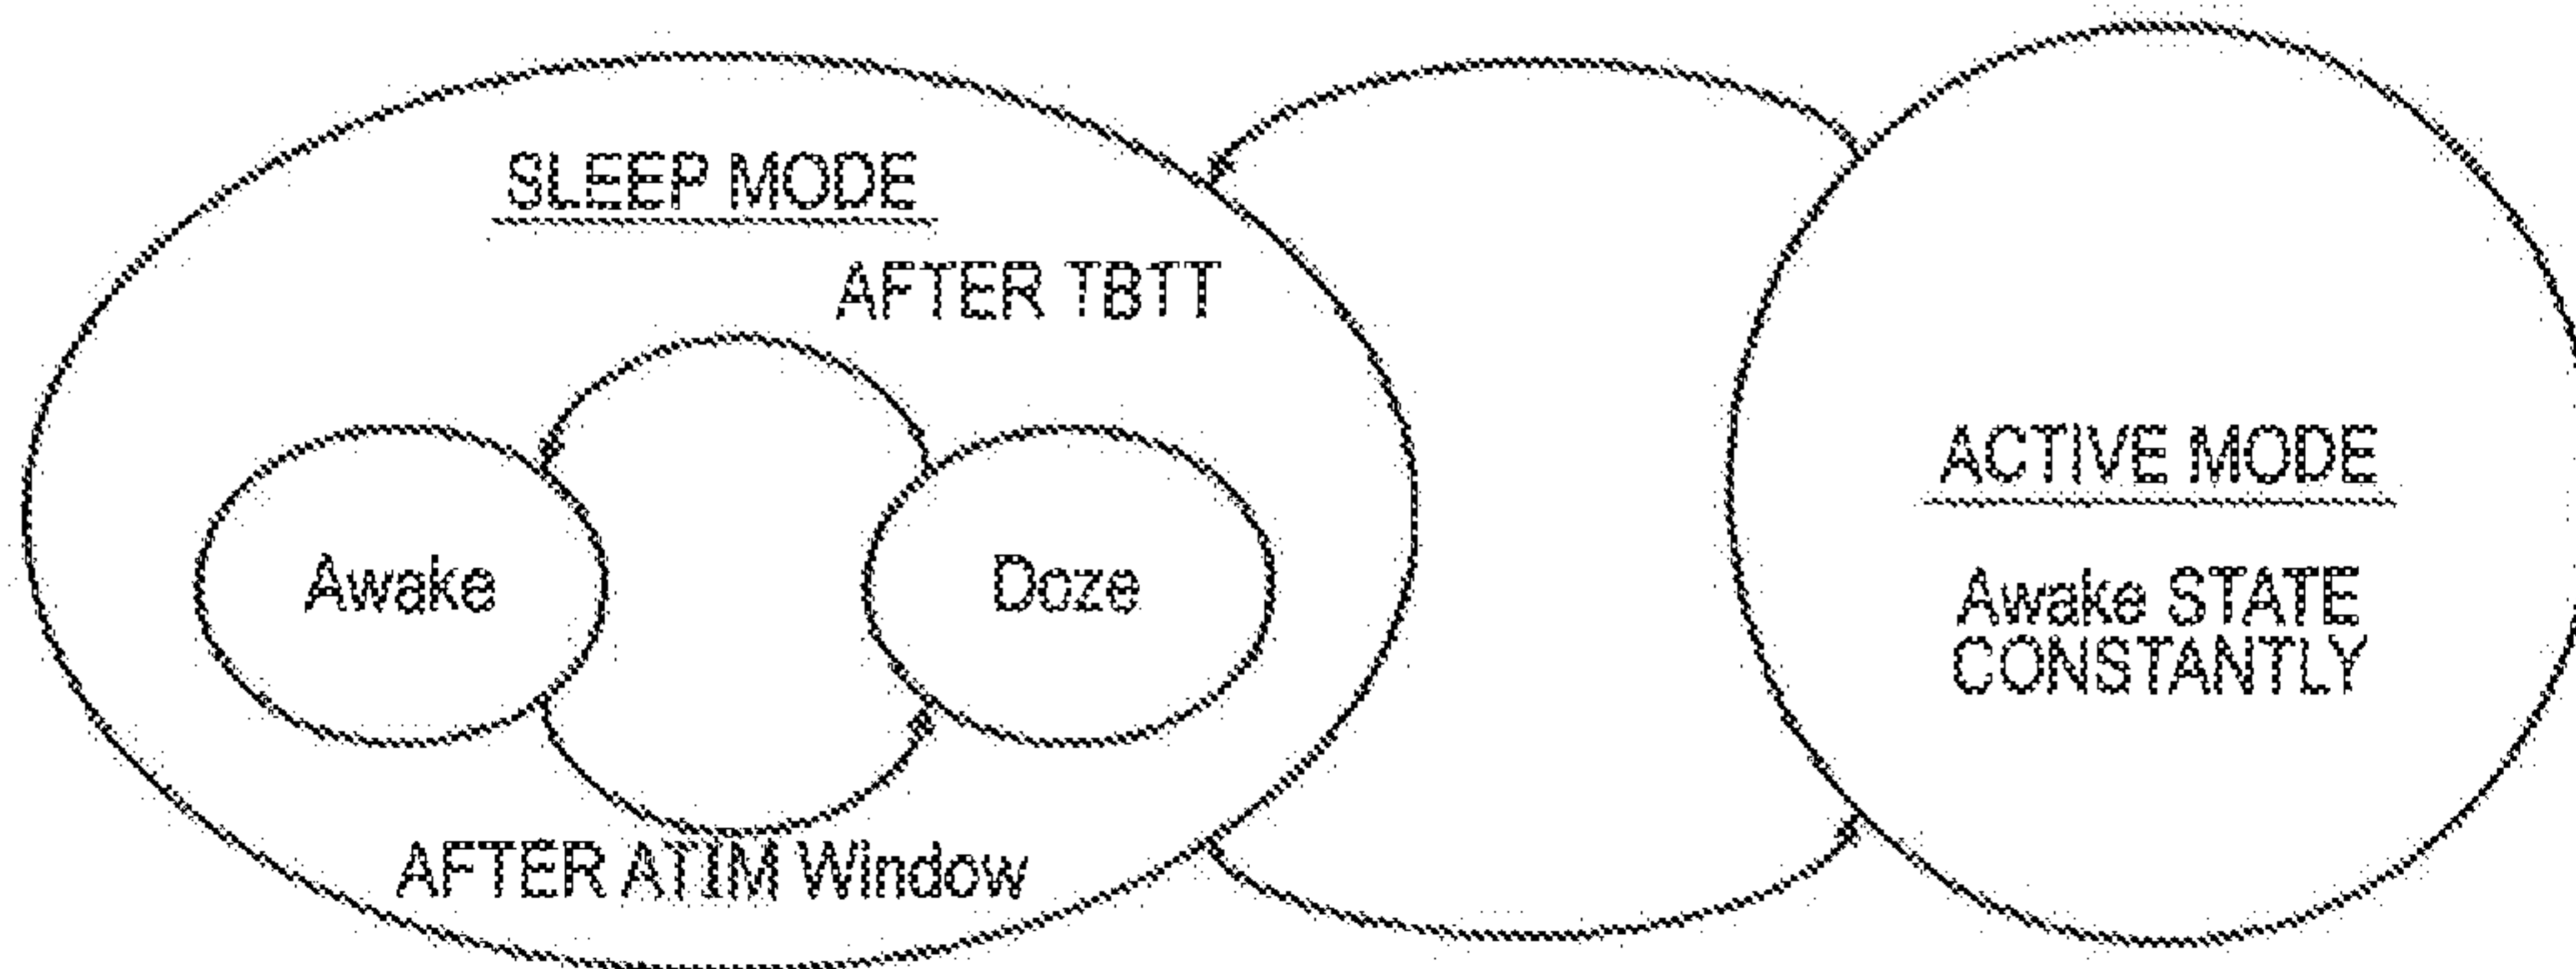 SLEEP MODE
AFTER TBTT
Awake
Doze
AFTER ATIM Window
ACTIVE MODE
Awake STATE
CONSTANTLY